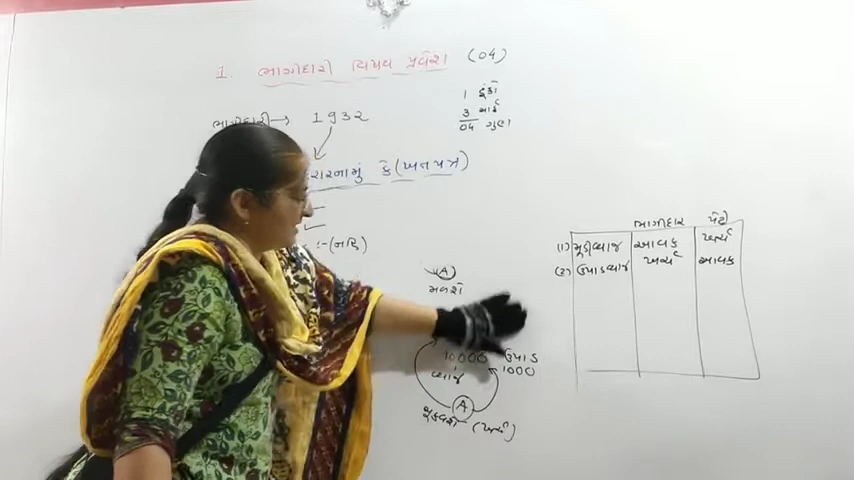 1. ભાગીદારી વિષય પ્રવેશ (04)
1 ટૂંકો
3 માર્ક
04 ગુણ
ભાગીદારી → 1932
કરારનામું કે (ખતપત્ર)
:-(નહિ)
A
મળશે
10000 ઉપાડ
વ્યાજ 1000
A
ચૂકવશે (ખર્ચ)
ભાગીદાર પેઢી
(1) મૂડીવ્યાજ આવક ખર્ચ
(2) ઉપાડવ્યાજ ખર્ચ આવક